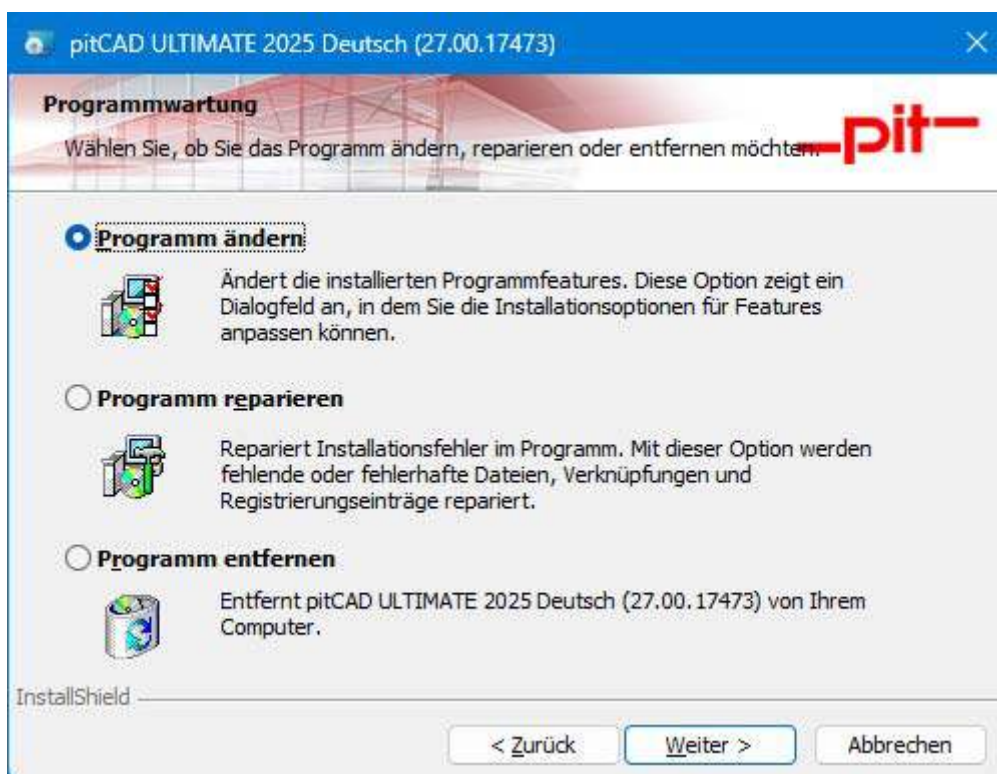 pitCAD ULTIMATE 2025 Deutsch (27.00.17473)
Programmwartung
Wählen Sie, ob Sie das Programm ändern, reparieren oder entfernen möchten.
pit
Programm ändern
Ändert die installierten Programmfeatures. Diese Option zeigt ein
Dialogfeld an, in dem Sie die Installationsoptionen für Features
anpassen können.
Programm reparieren
Repariert Installationsfehler im Programm. Mit dieser Option werden
fehlende oder fehlerhafte Dateien, Verknüpfungen und
Registrierungseinträge repariert.
Programm entfernen
Entfernt pitCAD ULTIMATE 2025 Deutsch (27.00.17473) von Ihrem
Computer.
InstallShield
< Zurück Weiter > Abbrechen